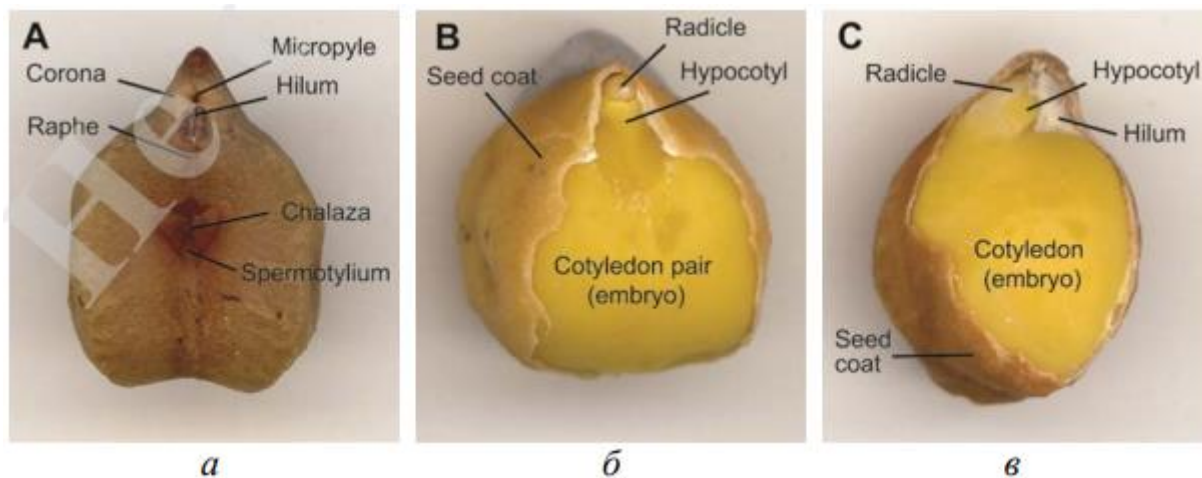 A
Micropyle
Corona
Hilum
Raphe
Chalaza
Spermotylium
B
Radicle
Seed coat
Hypocotyl
Cotyledon pair
(embryo)
C
Radicle
Hypocotyl
Hilum
Cotyledon
(embryo)
Seed
coat
а
б
в